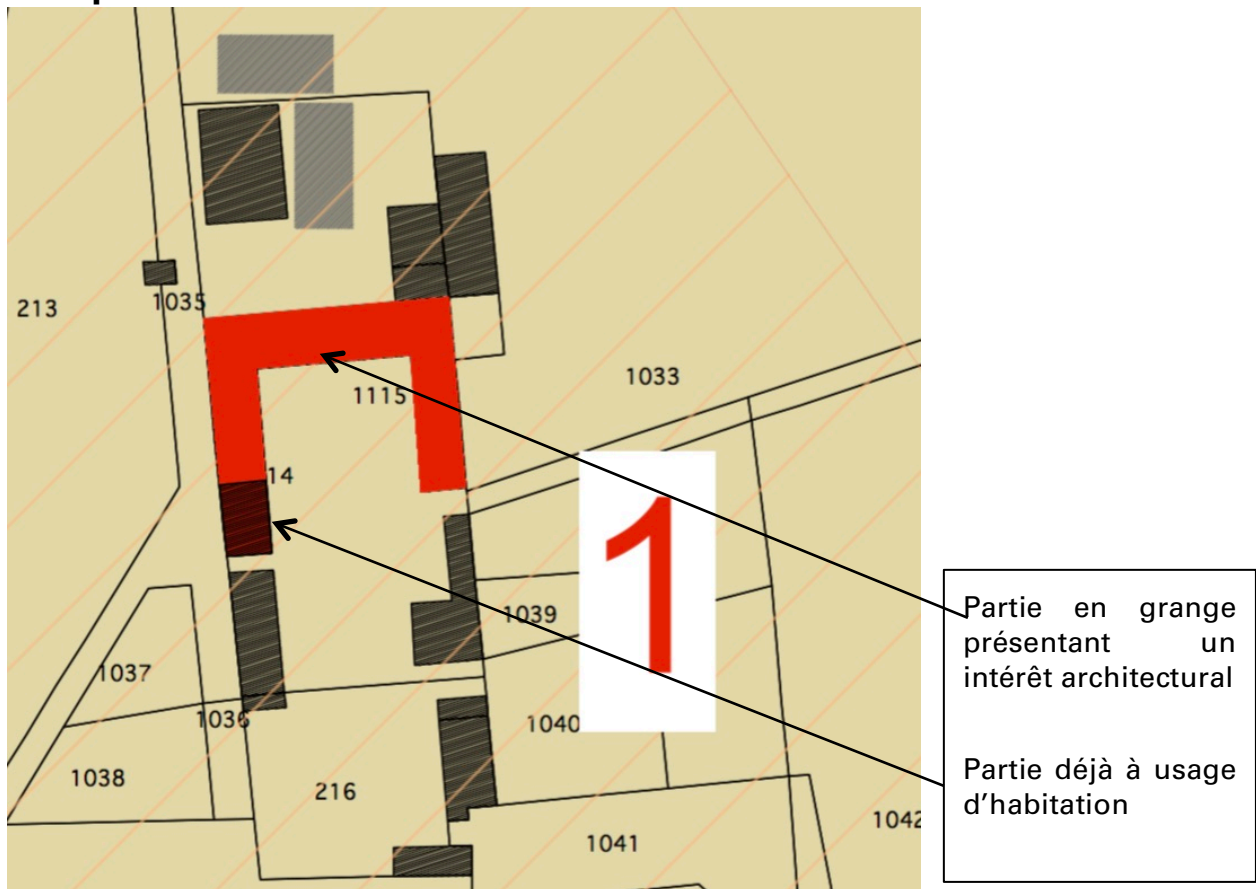 213
1035
1033
1115
14
1
1039
1037
1036
1040
1038
216
1042
1041
Partie en grange
présentant un
intérêt architectural
Partie déjà à usage
d’habitation